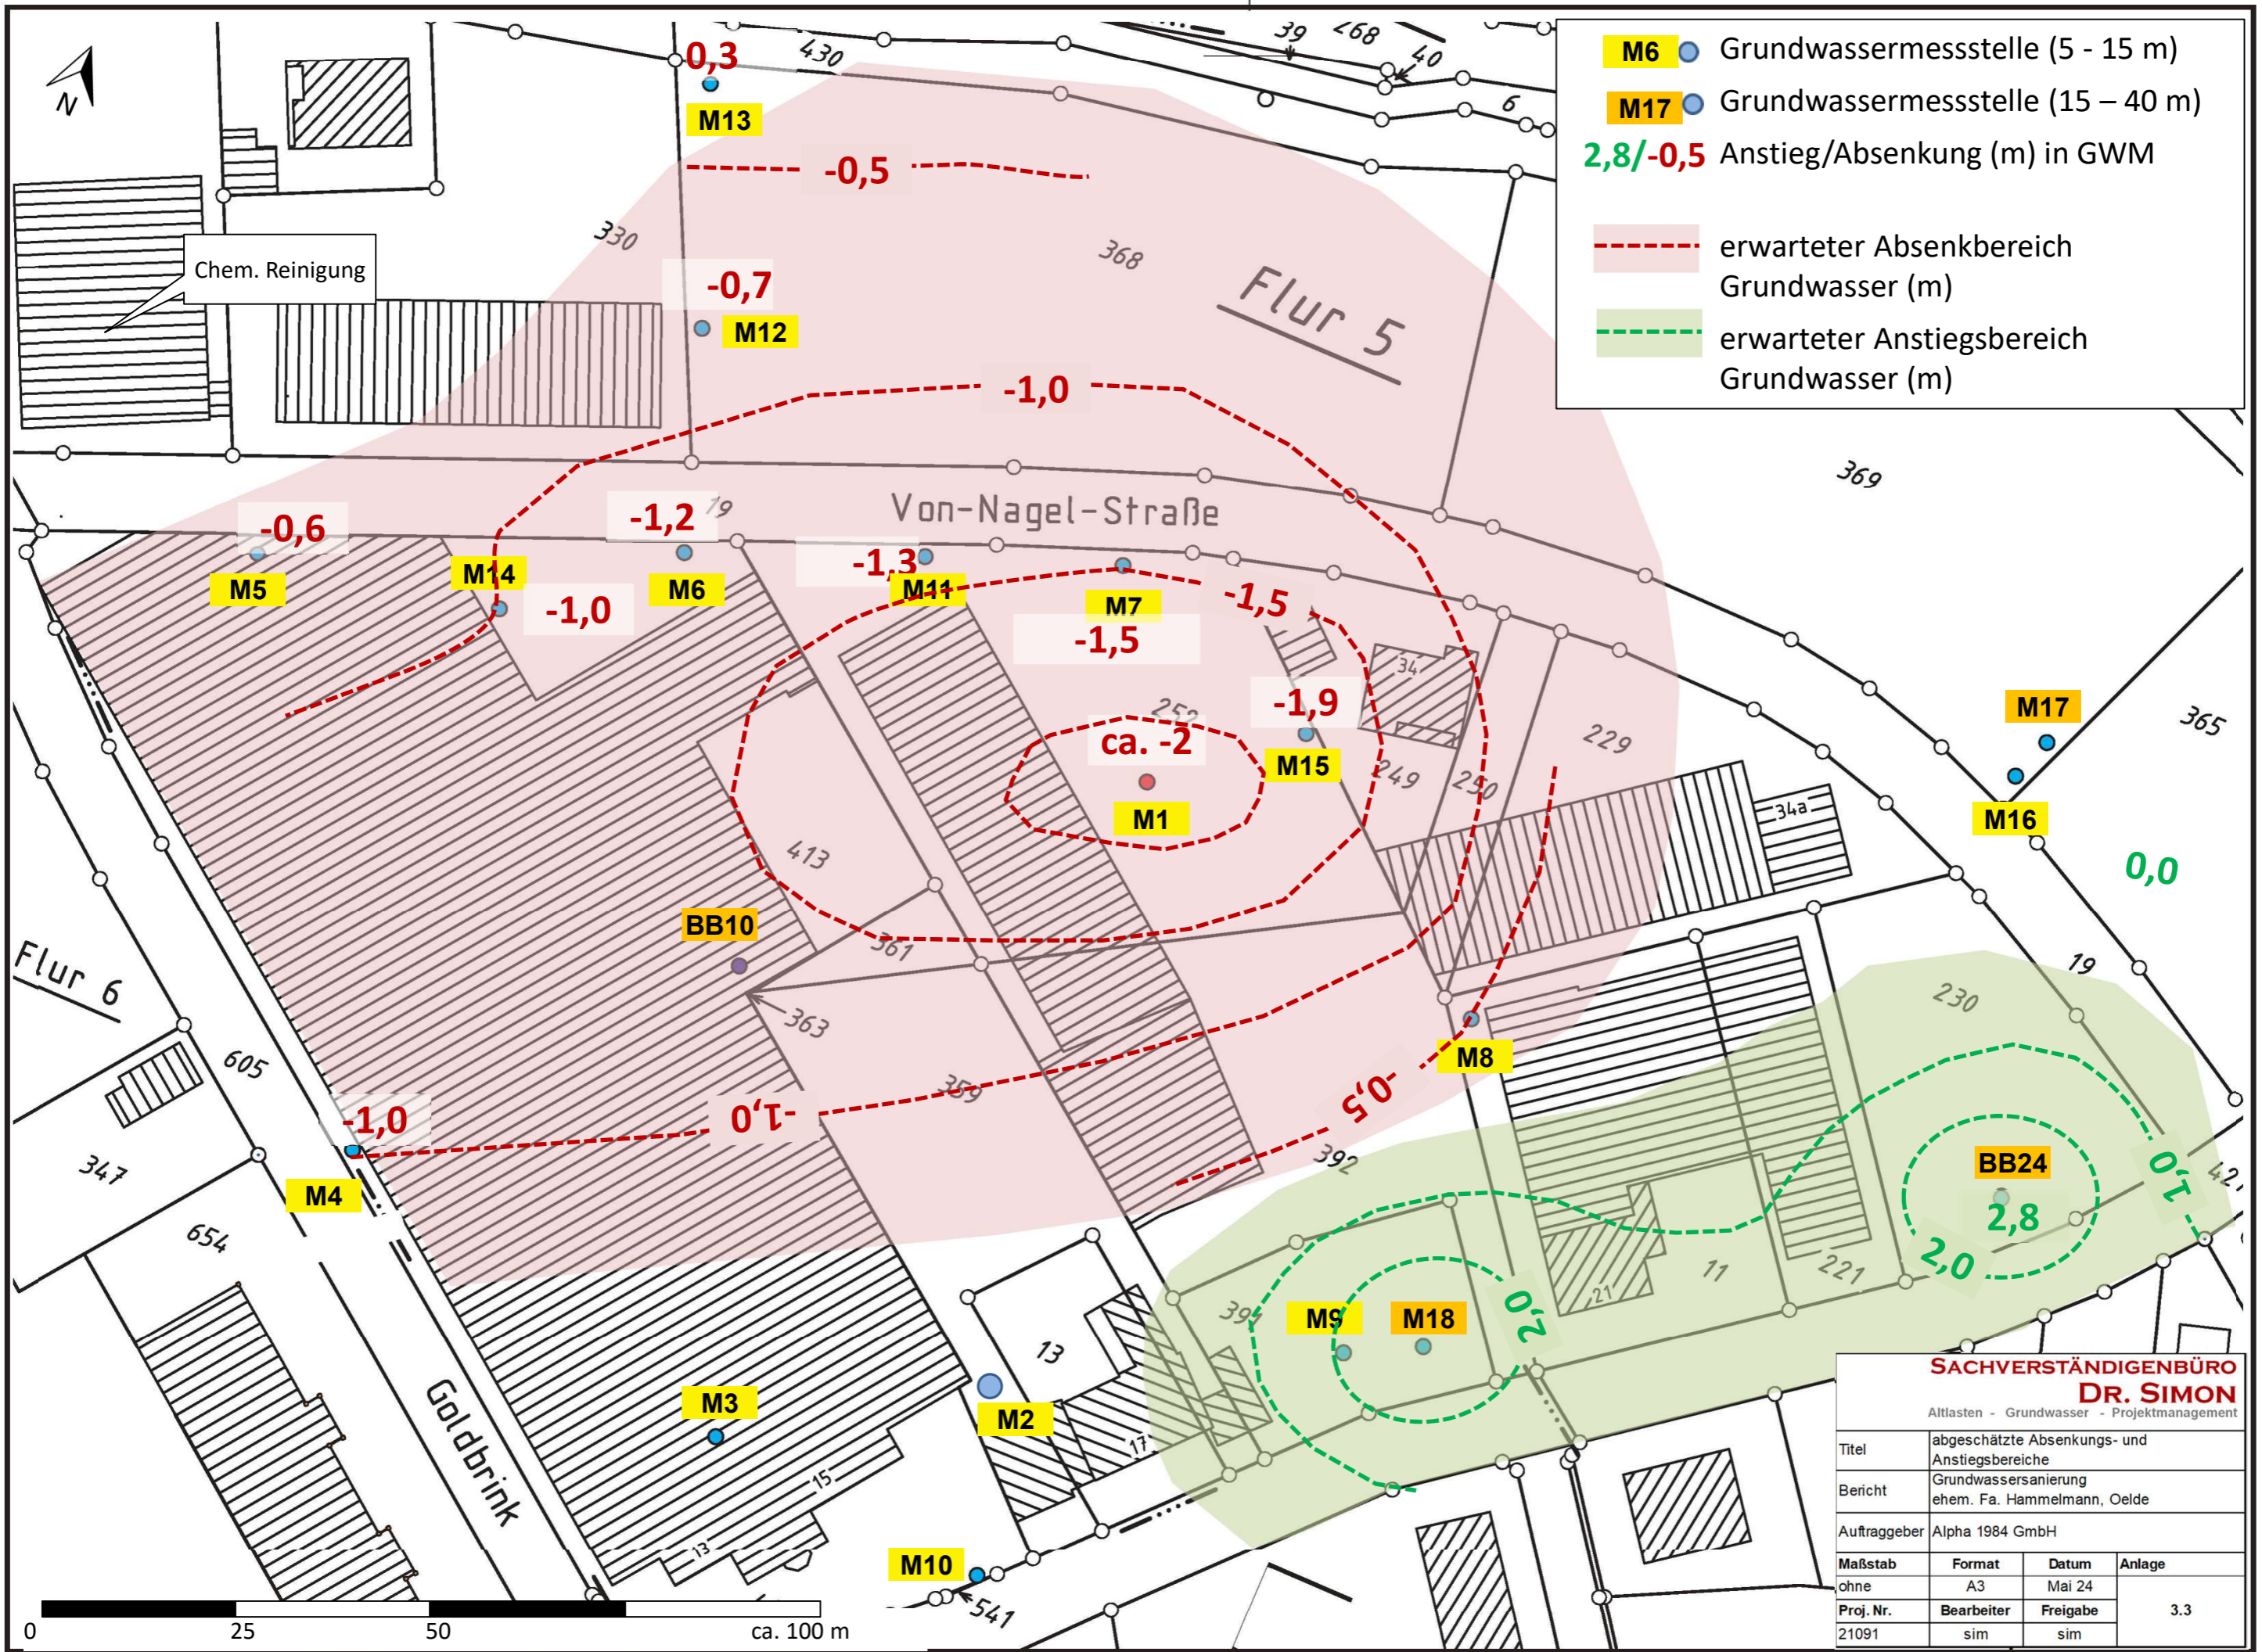 M6 Grundwassermessstelle (5 - 15 m)
M17 Grundwassermessstelle (15 – 40 m)
2,8/-0,5 Anstieg/Absenkung (m) in GWM
erwarteter Absenkbereich
Grundwasser (m)
erwarteter Anstiegsbereich
Grundwasser (m)
N
0,3
M13
430
39
268
40
6
-0,5
330
Chem. Reinigung
368
Flur 5
-0,7
M12
-1,0
369
19
Von-Nagel-Straße
-0,6
M5
M14
-1,0
-1,2
M6
-1,3
M11
M7
-1,5
-1,5
34
252
-1,9
M15
ca. -2
M1
249
250
229
34a
M17
365
M16
0,0
413
BB10
361
363
359
Flur 6
605
347
654
-1,0
M4
-1,0
M8
-0,5
392
19
230
BB24
2,8
2,0
1,0
421
391
M9
M18
2,0
21
11
221
13
M2
17
M3
15
13
Goldbrink
M10
541
0 25 50 ca. 100 m
SACHVERSTÄNDIGENBÜRO
DR. SIMON
Altlasten - Grundwasser - Projektmanagement
Titel abgeschätzte Absenkungs- und
Anstiegsbereiche
Bericht Grundwassersanierung
ehem. Fa. Hammelmann, Oelde
Auftraggeber Alpha 1984 GmbH
Maßstab Format Datum Anlage
ohne A3 Mai 24
3.3
Proj. Nr. Bearbeiter Freigabe
21091 sim sim